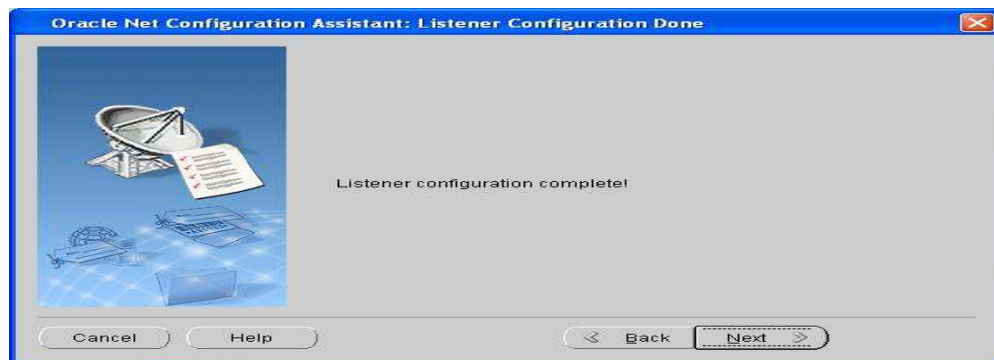 Oracle Net Configuration Assistant: Listener Configuration Done
Listener configuration complete!
Cancel
Help
Back
Next